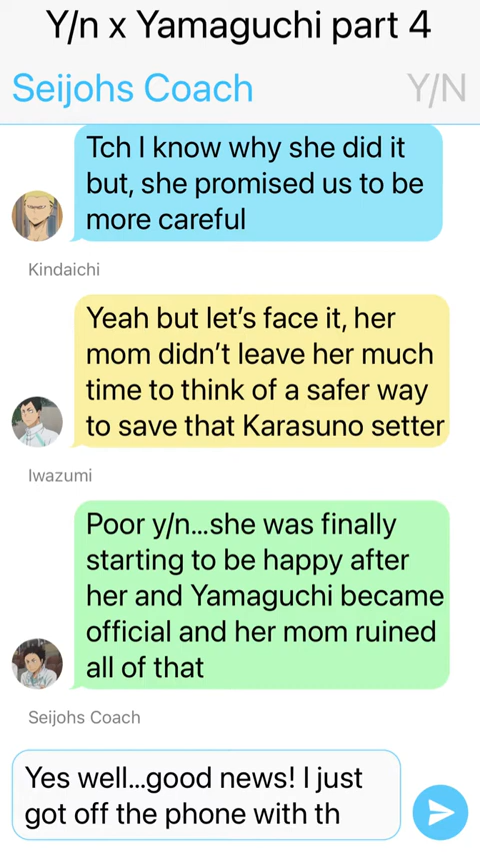 Y/n x Yamaguchi part 4
Seijohs Coach
Y/N
Tch I know why she did it
but, she promised us to be
more careful
Kindaichi
Yeah but let's face it, her
mom didn't leave her much
time to think of a safer way
to save that Karasuno setter
Iwazumi
Poor y/n...she was finally
starting to be happy after
her and Yamaguchi became
official and her mom ruined
all of that
Seijohs Coach
Yes well...good news! I just
got off the phone with th